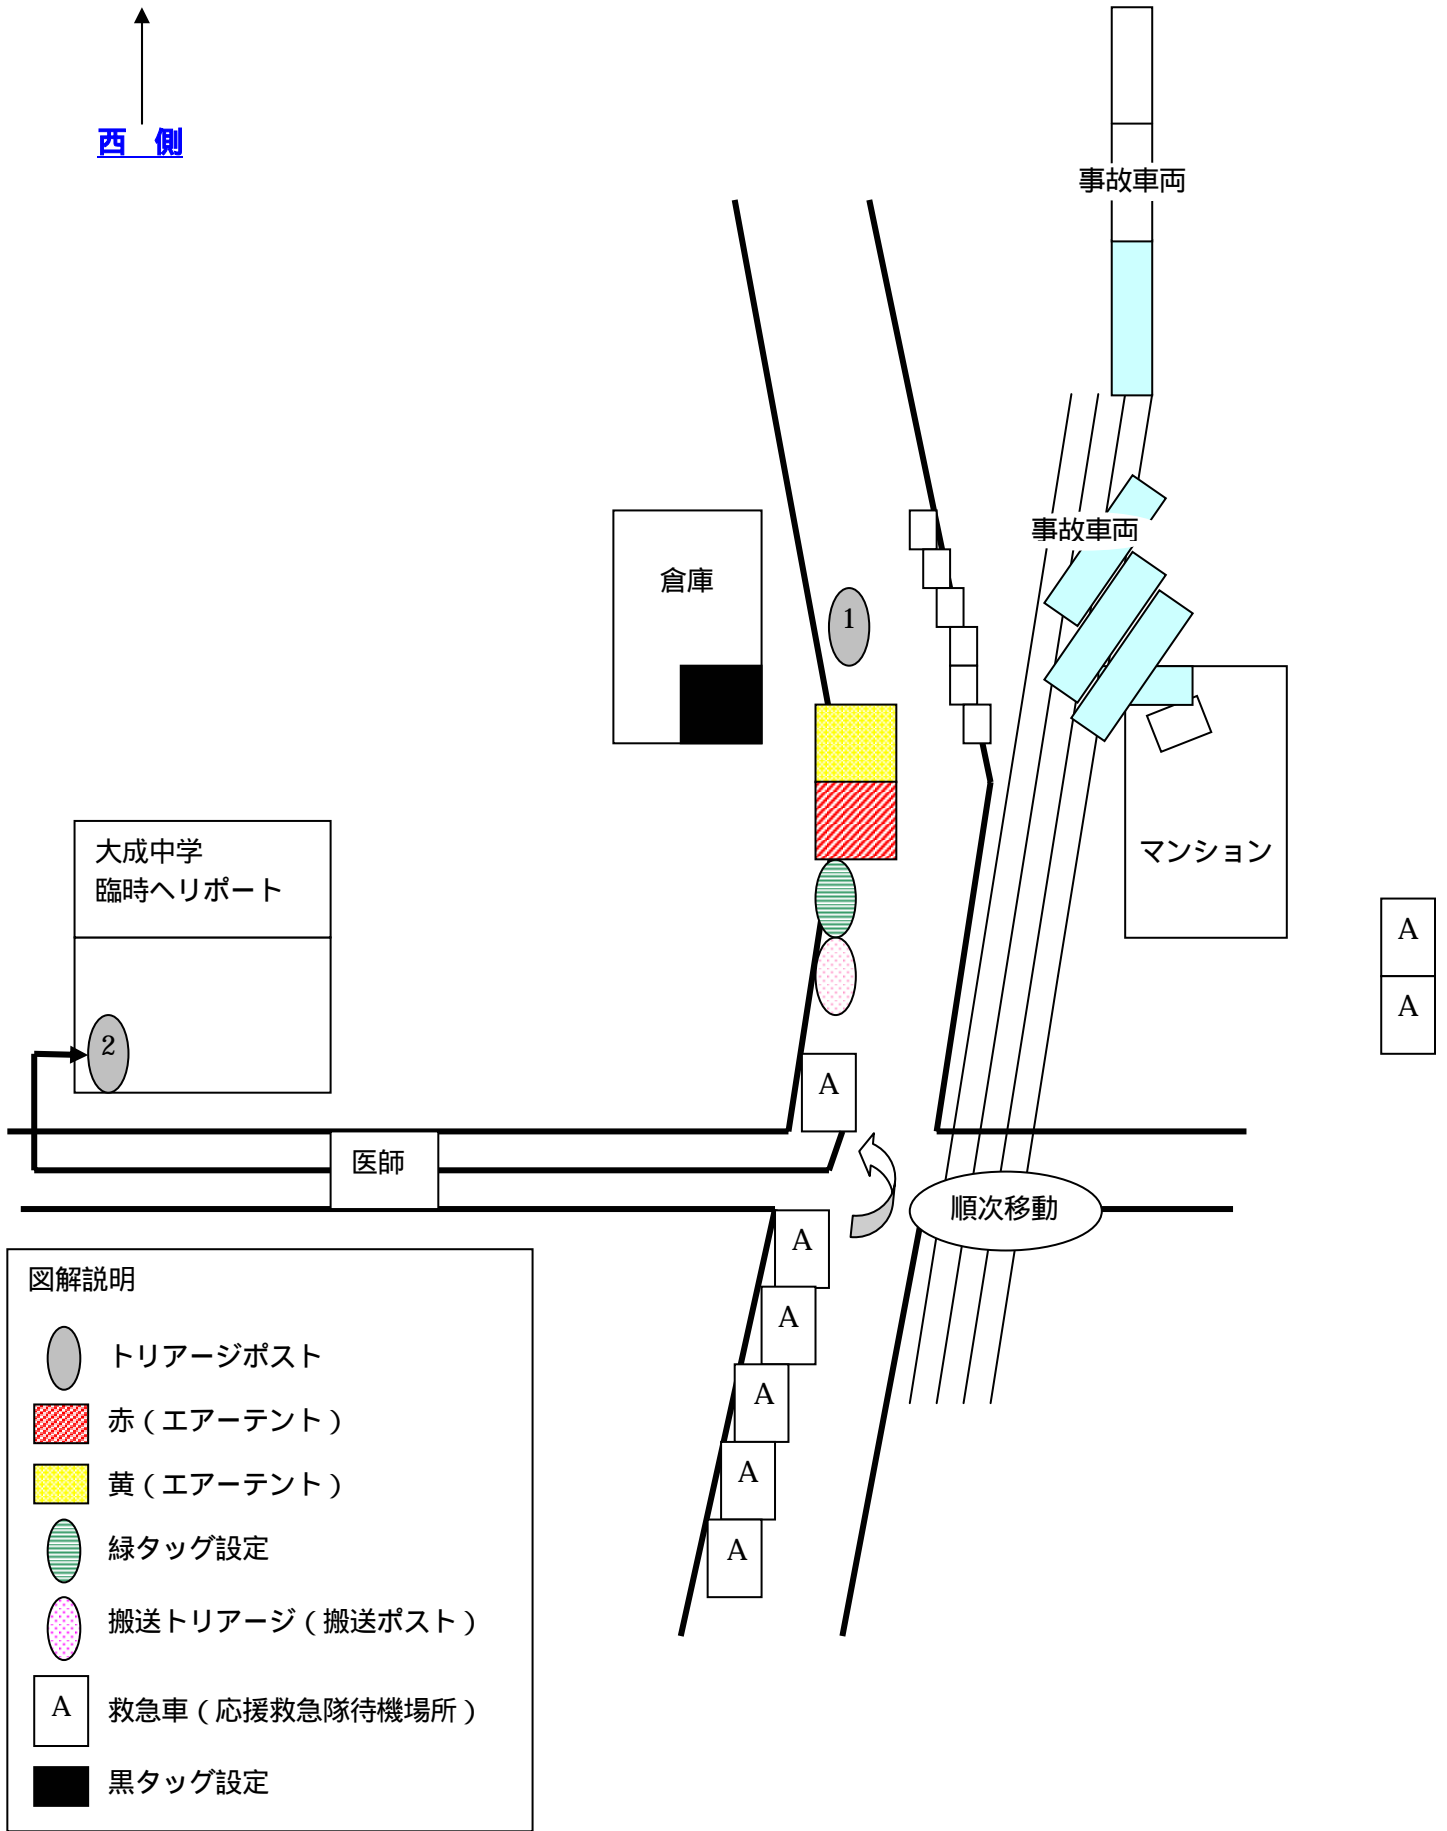 西　側
事故車両
事故車両
倉庫
1
マンション
大成中学
臨時ヘリポート
A
A
2
A
医師
順次移動
A
A
A
A
A
図解説明
トリアージポスト
赤（エアーテント）
黄（エアーテント）
緑タッグ設定
搬送トリアージ（搬送ポスト）
A
救急車（応援救急隊待機場所）
黒タッグ設定